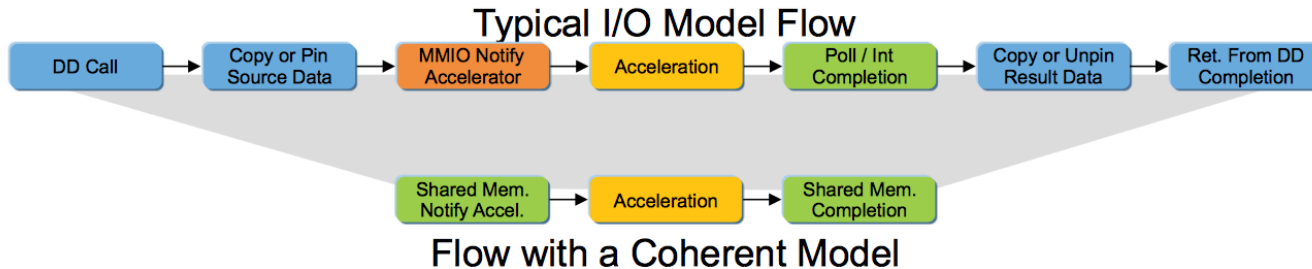 Typical I/O Model Flow
DD Call
Copy or Pin
Source Data
MMIO Notify
Accelerator
Acceleration
Poll / Int
Completion
Copy or Unpin
Result Data
Ret. From DD
Completion
Shared Mem.
Notify Accel.
Acceleration
Shared Mem.
Completion
Flow with a Coherent Model